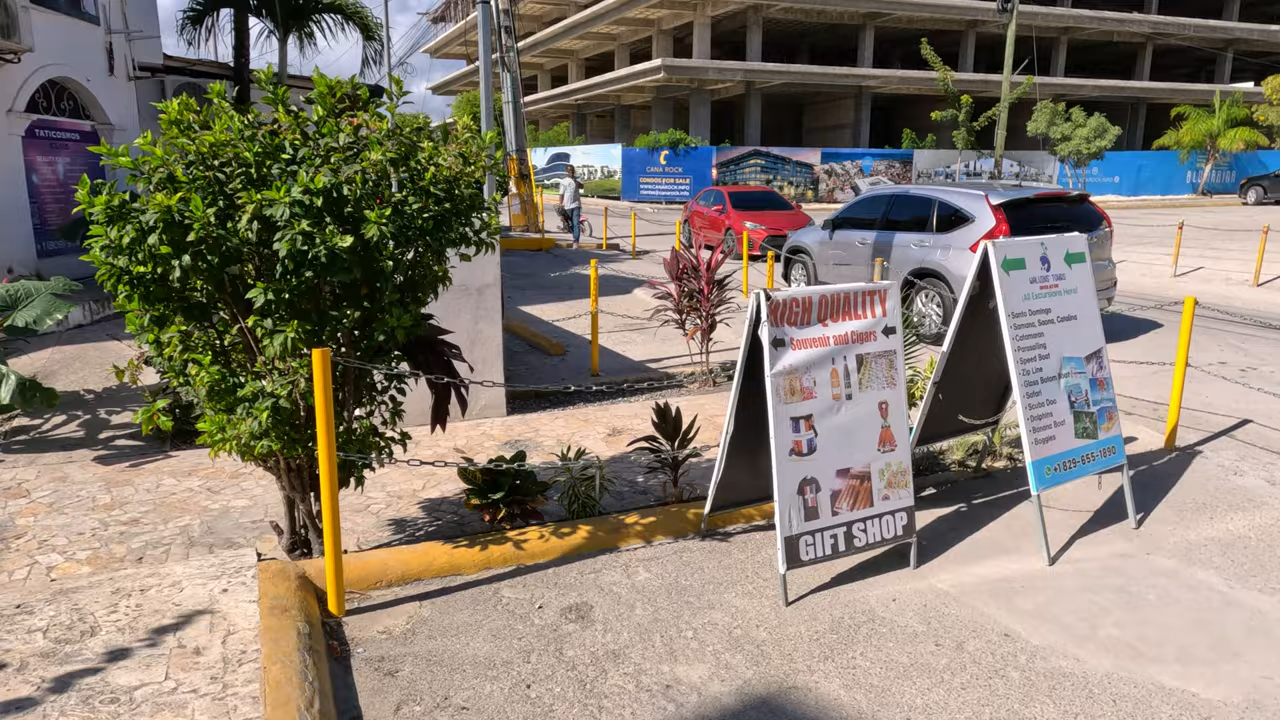 TATICOSMOS
CANA ROCK
CONDOS FOR SALE
WWW.CANAROCK.INFO
HIGH QUALITY
Souvenir and Cigars
GIFT SHOP
¡All Excursions Here!
• Santo Domingo
• Samana, Saona, Catalina
• Catamaran
• Parasailing
• Speed Boat
• Zip Line
• Glass Botom Boat
• Safari
• Scuba Doo
• Dolphins
• Banana Boat
• Buggies
+1 829-655-1890